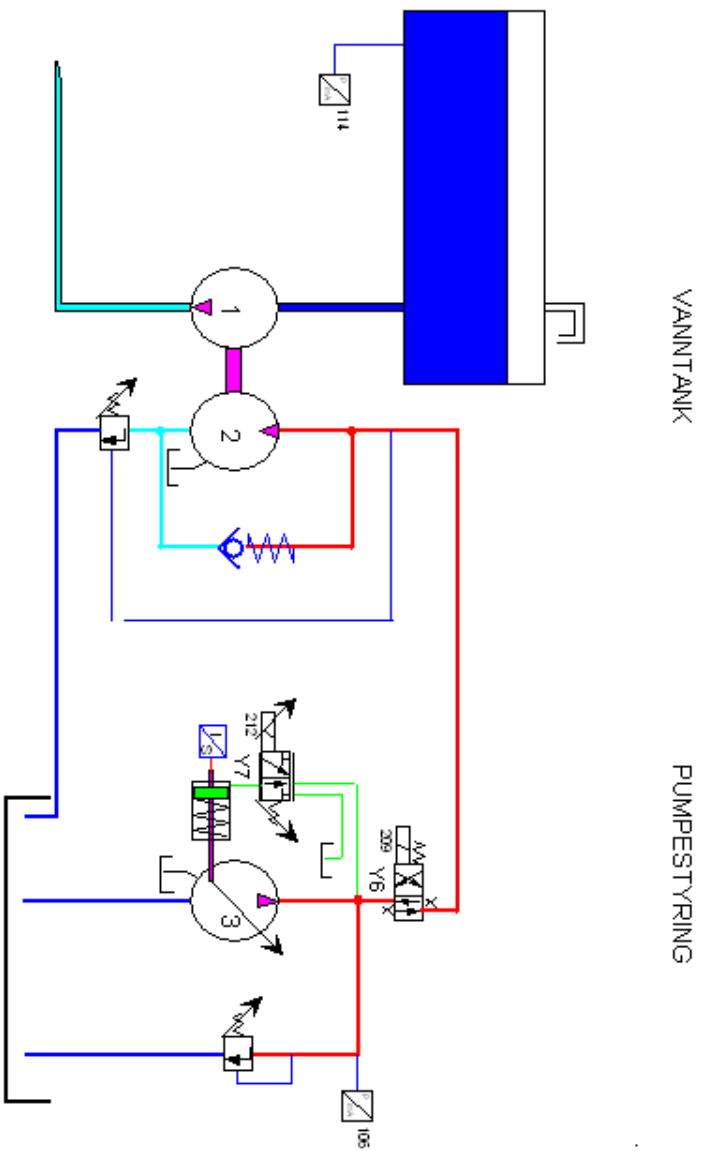 VANNTANK
PUMPESTYRING
114
1
2
3
212
Y7
209
Y6
I
S
X
X
106